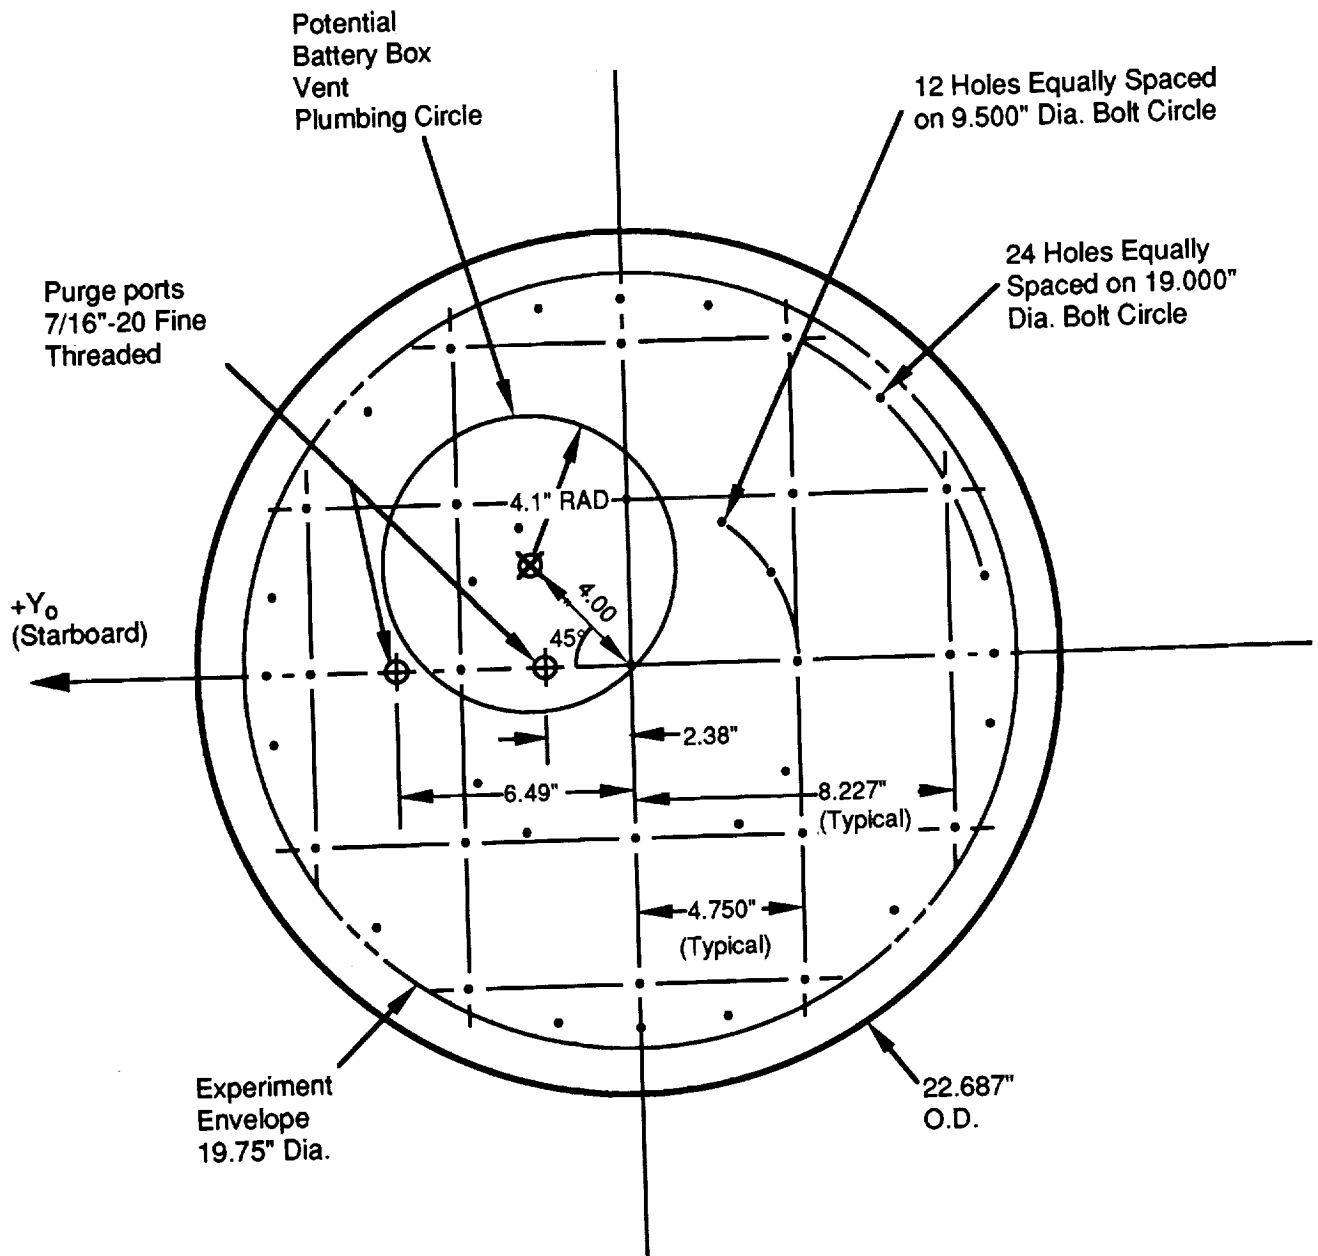 Potential
Battery Box
Vent
Plumbing Circle
12 Holes Equally Spaced
on 9.500" Dia. Bolt Circle
24 Holes Equally
Spaced on 19.000"
Dia. Bolt Circle
Purge ports
7/16"-20 Fine
Threaded
4.1" RAD
4.00
45°
+Yo
(Starboard)
2.38"
6.49"
8.227"
(Typical)
4.750"
(Typical)
Experiment
Envelope
19.75" Dia.
22.687"
O.D.